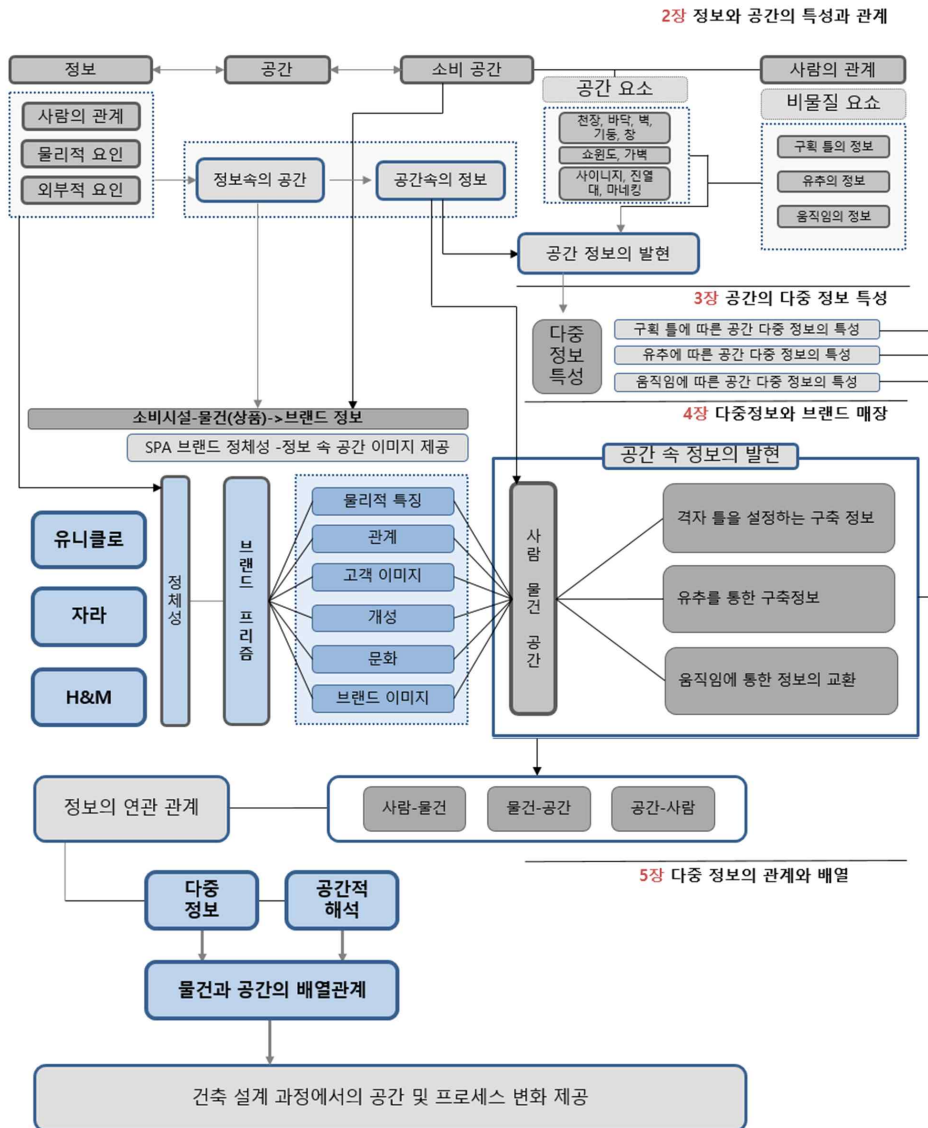 2장 정보와 공간의 특성과 관계
정보
공간
소비 공간
사람의 관계
공간 요소
비물질 요쇼
사람의 관계
물리적 요인
외부적 요인
정보속의 공간
공간속의 정보
천장, 바닥, 벽,
기둥, 창
쇼윈도, 가벽
사이니지, 진열
대, 마네킹
구획 틀의 정보
유추의 정보
움직임의 정보
공간 정보의 발현
3장 공간의 다중 정보 특성
다중
정보
특성
구획 틀에 따른 공간 다중 정보의 특성
유추에 따른 공간 다중 정보의 특성
움직임에 따른 공간 다중 정보의 특성
4장 다중정보와 브랜드 매장
소비시설-물건(상품)->브랜드 정보
SPA 브랜드 정체성 -정보 속 공간 이미지 제공
공간 속 정보의 발현
유니클로
자라
H&M
정체성
브랜드 프리즘
물리적 특징
관계
고객 이미지
개성
문화
브랜드 이미지
사람 물건 공간
격자 틀을 설정하는 구축 정보
유추를 통한 구축정보
움직임에 통한 정보의 교환
정보의 연관 관계
사람-물건
물건-공간
공간-사람
5장 다중 정보의 관계와 배열
다중
정보
공간적
해석
물건과 공간의 배열관계
건축 설계 과정에서의 공간 및 프로세스 변화 제공